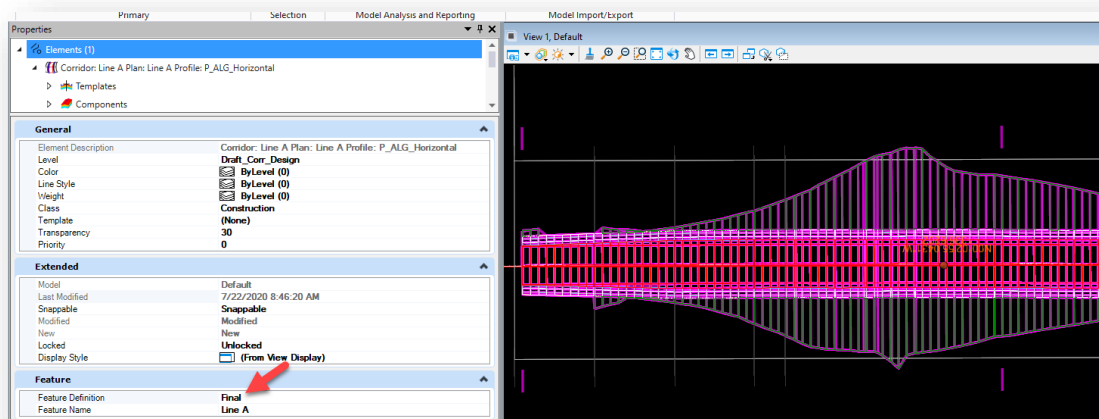 Primary Selection Model Analysis and Reporting Model Import/Export
Properties
View 1, Default
Elements (1)
Corridor: Line A Plan: Line A Profile: P_ALG_Horizontal
Templates
Components
General
Element Description Corridor: Line A Plan: Line A Profile: P_ALG_Horizontal
Level Draft_Corr_Design
Color ByLevel (0)
Line Style ByLevel (0)
Weight ByLevel (0)
Class Construction
Template (None)
Transparency 30
Priority 0
Extended
Model Default
Last Modified 7/22/2020 8:46:20 AM
Snappable Snappable
Modified Modified
New New
Locked Unlocked
Display Style (From View Display)
Feature
Feature Definition Final
Feature Name Line A